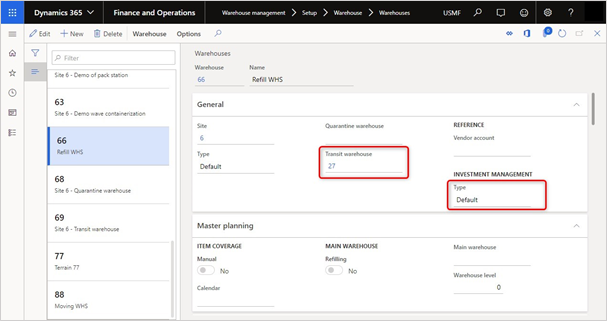 Dynamics 365
Finance and Operations
Warehouse management > Setup > Warehouse > Warehouses
USMF
?
Edit
New
Delete
Warehouse
Options
0
Filter
Site 6 - Demo of pack station
63
Site 6 - Demo wave containerization
66
Refill WHS
68
Site 6 - Quarantine warehouse
69
Site 6 - Transit warehouse
77
Terrain 77
88
Moving WHS
Warehouses
Warehouse
Name
66
Refill WHS
General
Site
Quarantine warehouse
REFERENCE
6
Vendor account
Type
Transit warehouse
Default
27
INVESTMENT MANAGEMENT
Type
Default
Master planning
ITEM COVERAGE
MAIN WAREHOUSE
Main warehouse
Manual
Refilling
No
No
Warehouse level
Calendar
0